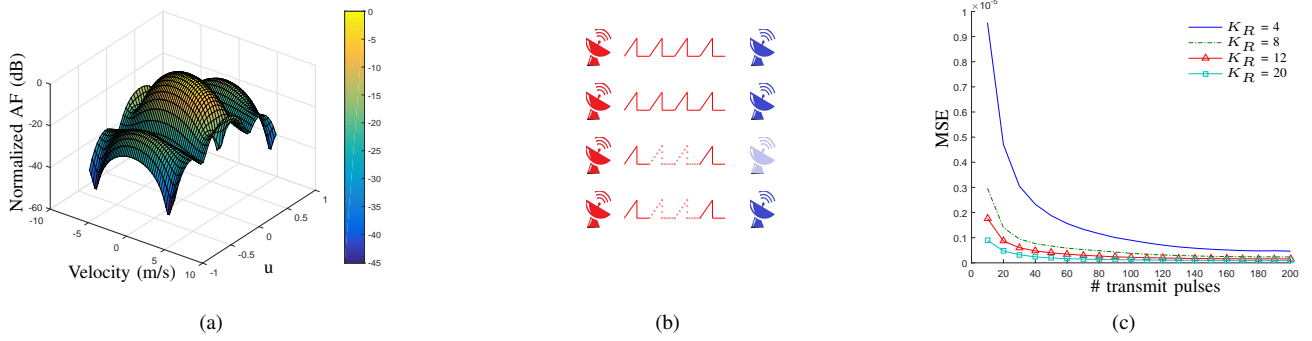 0
-20
-40
-60
Normalized AF (dB)
-10
-5
0
5
10
Velocity (m/s)
-1
-0.5
0
0.5
1
u
0
-5
-10
-15
-20
-25
-30
-35
-40
-45
(a)
(b)
×10⁻⁵
1
0.9
0.8
0.7
0.6
0.5
0.4
0.3
0.2
0.1
0
MSE
0 20 40 60 80 100 120 140 160 180 200
# transmit pulses
K_R = 4
K_R = 8
K_R = 12
K_R = 20
(c)